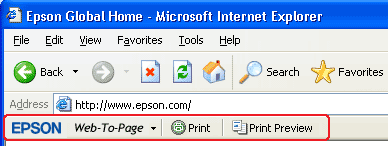 Epson Global Home - Microsoft Internet Explorer
File Edit View Favorites Tools Help
Back Search Favorites
Address http://www.epson.com/
EPSON Web-To-Page Print Print Preview